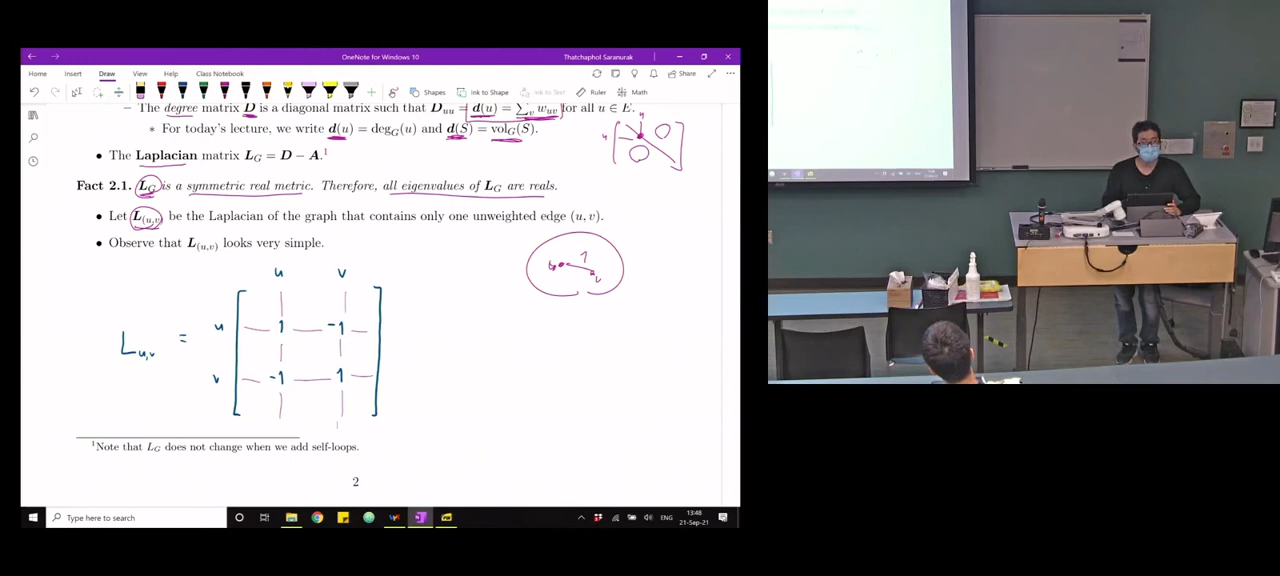 OneNote for Windows 10
Thatchaphol Saranurak
Home Insert Draw View Help Class Notebook
Share
Shapes Ink to Shape Ink to Text Ruler Math
– The degree matrix D is a diagonal matrix such that D_uu = d(u) = ∑_v w_uv for all u ∈ E.
∗ For today's lecture, we write d(u) = deg_G(u) and d(S) = vol_G(S).
• The Laplacian matrix L_G = D − A.¹
Fact 2.1. L_G is a symmetric real metric. Therefore, all eigenvalues of L_G are reals.
• Let L_(u,v) be the Laplacian of the graph that contains only one unweighted edge (u, v).
• Observe that L_(u,v) looks very simple.
1
u v
u 1 -1
L_u,v =
v -1 1
¹Note that L_G does not change when we add self-loops.
2
Type here to search
ENG
13:48
21-Sep-21